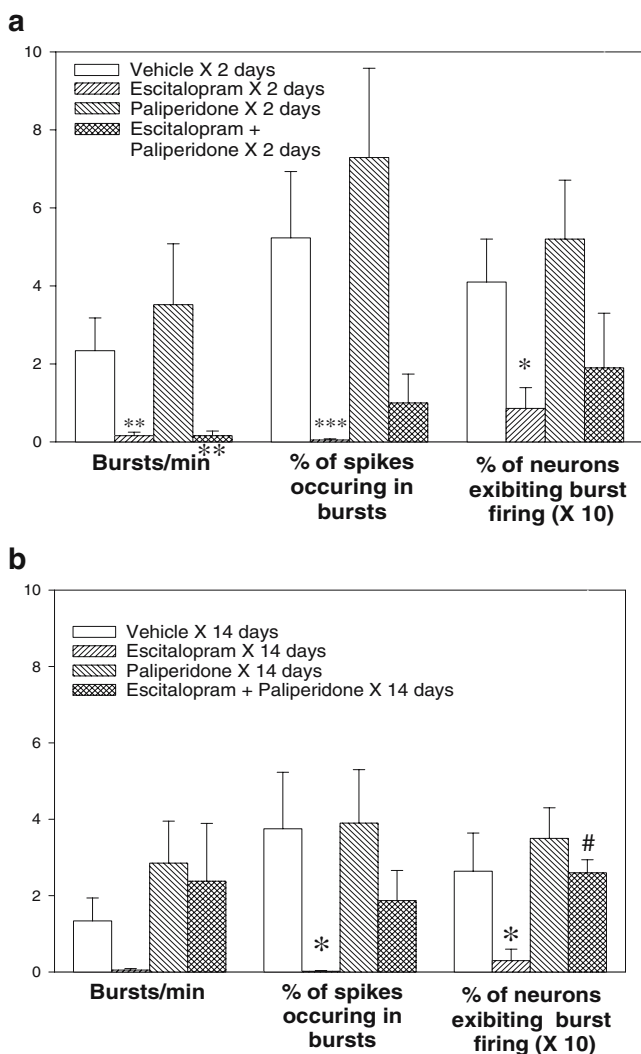 a
10
8
6
4
2
0
Vehicle X 2 days
Escitalopram X 2 days
Paliperidone X 2 days
Escitalopram +
Paliperidone X 2 days
**
**
***
*
Bursts/min
% of spikes
occuring in
bursts
% of neurons
exibiting burst
firing (X 10)
b
10
8
6
4
2
0
Vehicle X 14 days
Escitalopram X 14 days
Paliperidone X 14 days
Escitalopram + Paliperidone X 14 days
*
*
#
Bursts/min
% of spikes
occuring in
bursts
% of neurons
exibiting burst
firing (X 10)